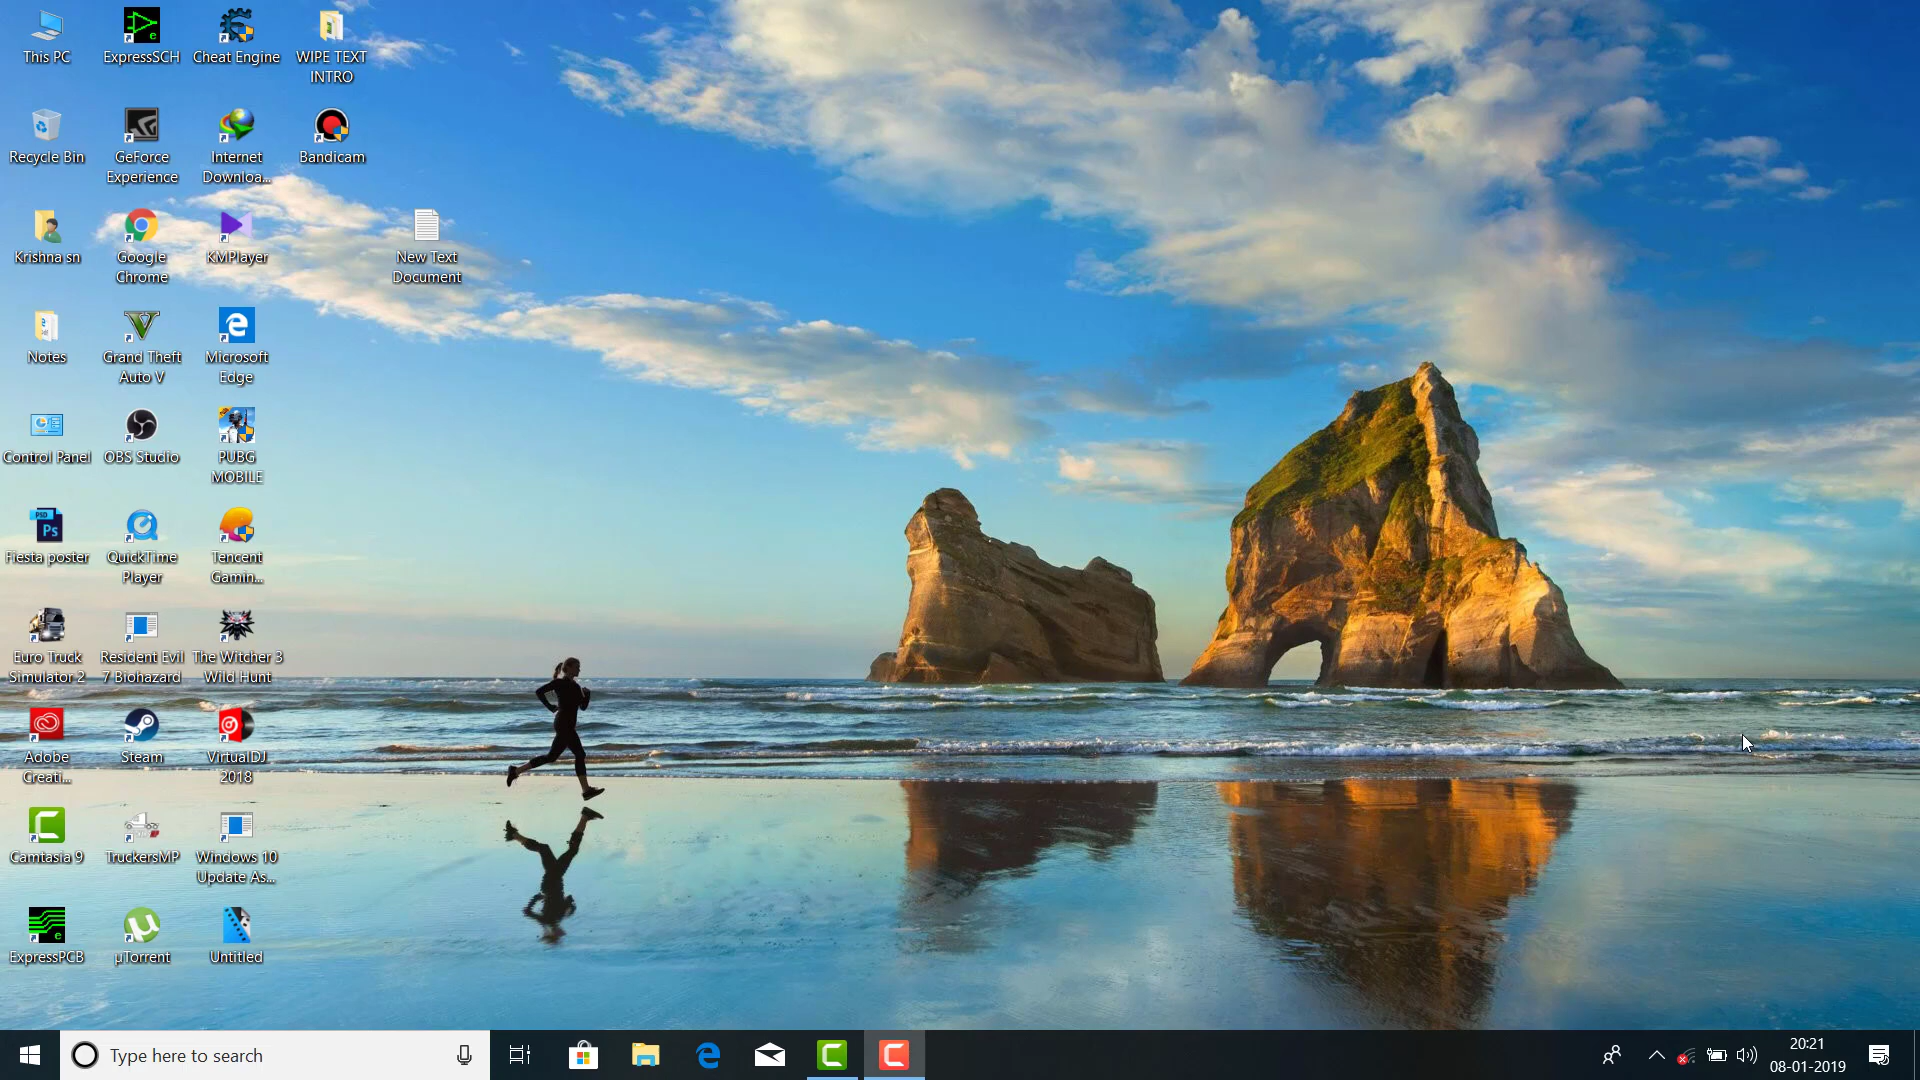 This PC
ExpressSCH
Cheat Engine
WIPE TEXT
INTRO
Recycle Bin
GeForce
Experience
Internet
Downloa...
Bandicam
Krishna sn
Google
Chrome
KMPlayer
New Text
Document
Notes
Grand Theft
Auto V
Microsoft
Edge
Control Panel
OBS Studio
PUBG
MOBILE
PSD
Ps
Fiesta poster
QuickTime
Player
Tencent
Gamin...
Euro Truck
Simulator 2
Resident Evil
7 Biohazard
The Witcher 3
Wild Hunt
Adobe
Creati...
Steam
VirtualDJ
2018
Camtasia 9
TruckersMP
Windows 10
Update As...
ExpressPCB
µTorrent
Untitled
Type here to search
20:21
08-01-2019